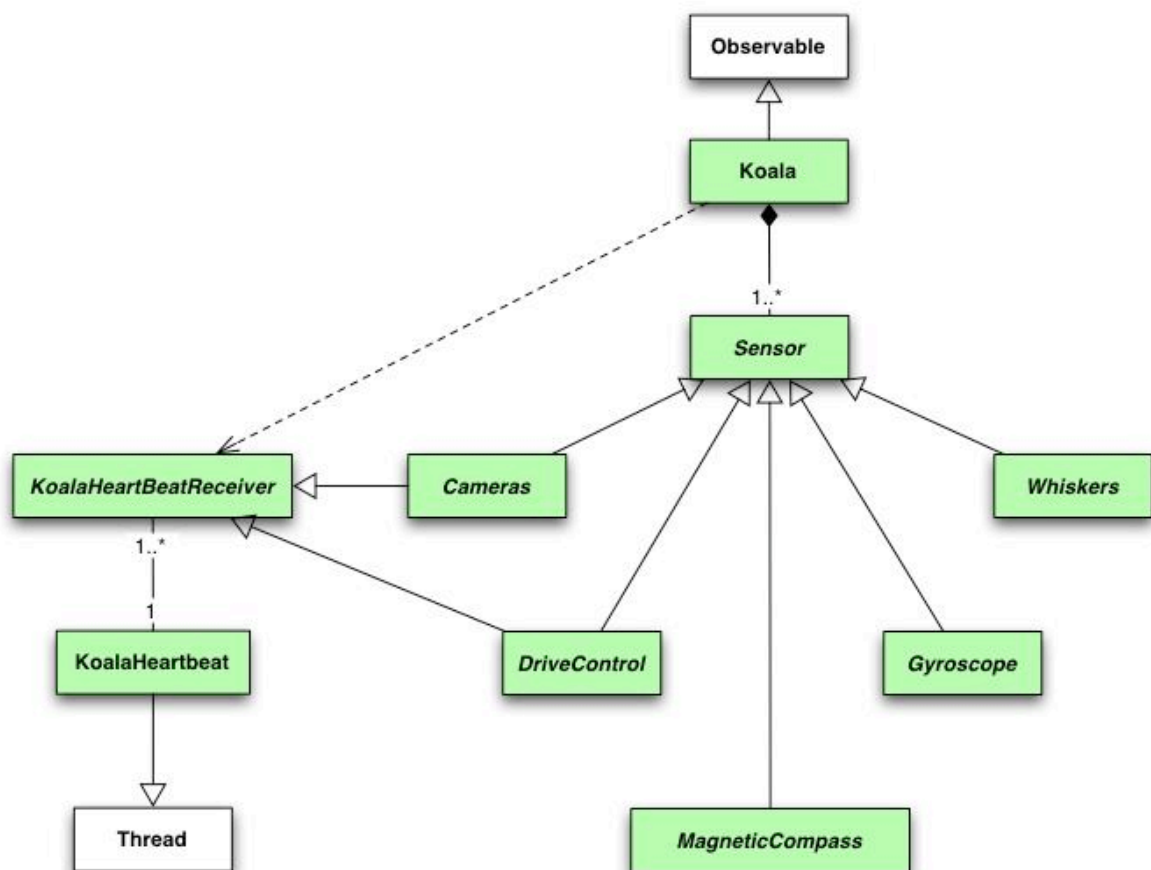 Observable
Koala
1..*
Sensor
KoalaHeartBeatReceiver
Cameras
Whiskers
1..*
1
KoalaHeartbeat
DriveControl
Gyroscope
Thread
MagneticCompass